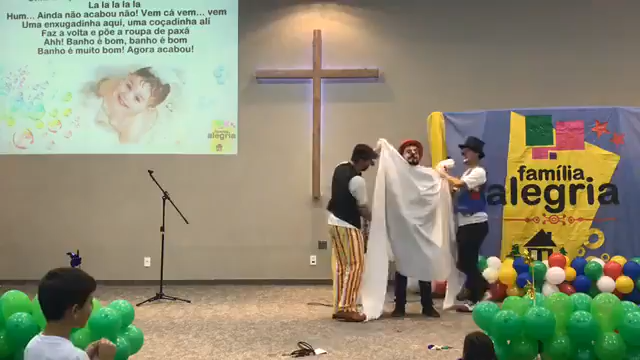 La la la la la
Hum... Ainda não acabou não! Vem cá vem... vem
Uma enxugadinha aqui, uma coçadinha ali
Faz a volta e põe a roupa de paxá
Ahh! Banho é bom, banho é bom
Banho é muito bom! Agora acabou!
família
alegria
família
alegria